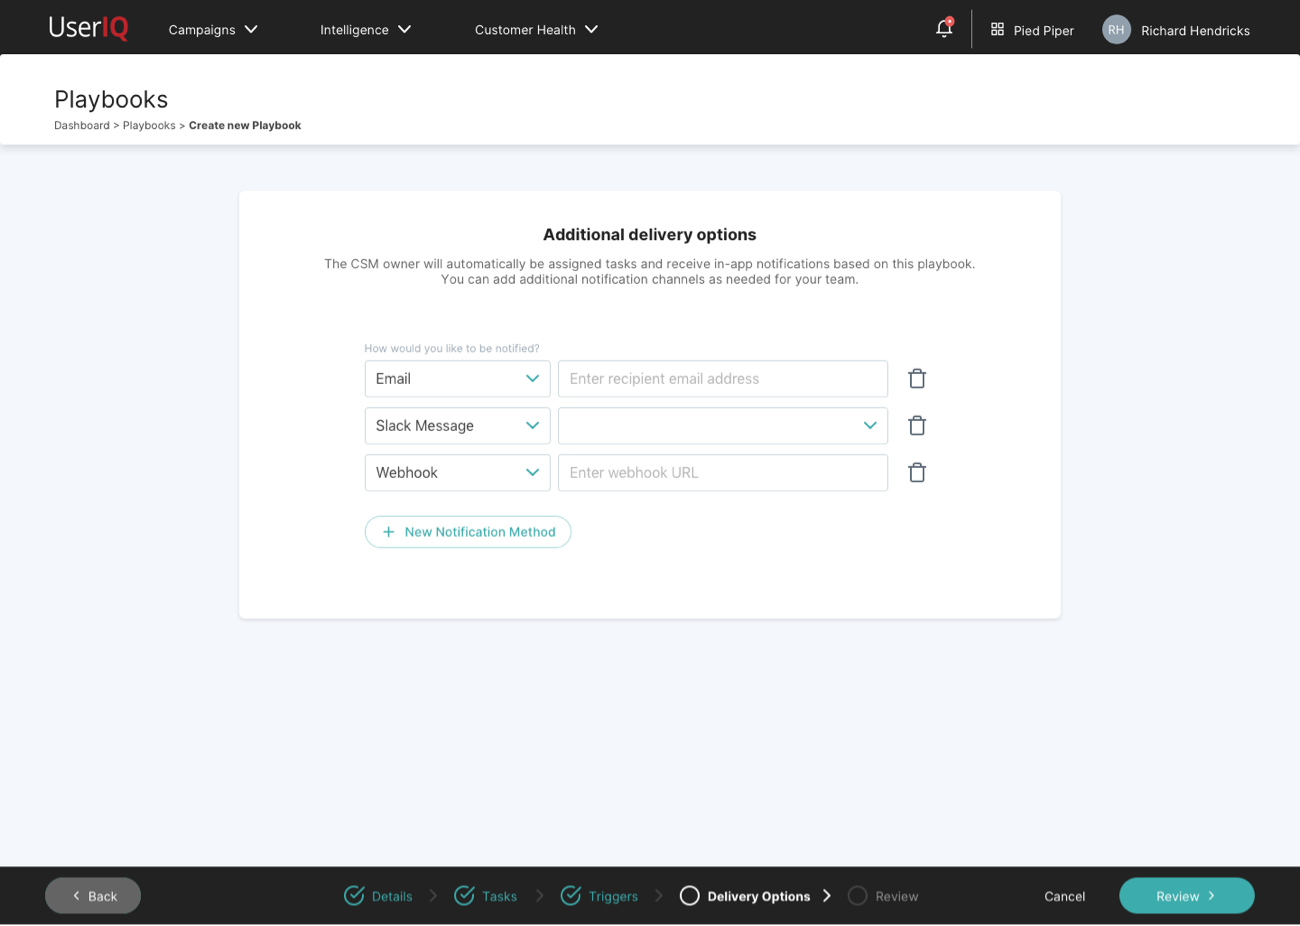 UserIQ
Campaigns
Intelligence
Customer Health
Pied Piper
RH
Richard Hendricks
Playbooks
Dashboard > Playbooks > Create new Playbook
Additional delivery options
The CSM owner will automatically be assigned tasks and receive in-app notifications based on this playbook.
You can add additional notification channels as needed for your team.
How would you like to be notified?
Email
Enter recipient email address
Slack Message
Webhook
Enter webhook URL
+ New Notification Method
< Back
Details
Tasks
Triggers
Delivery Options
Review
Cancel
Review >